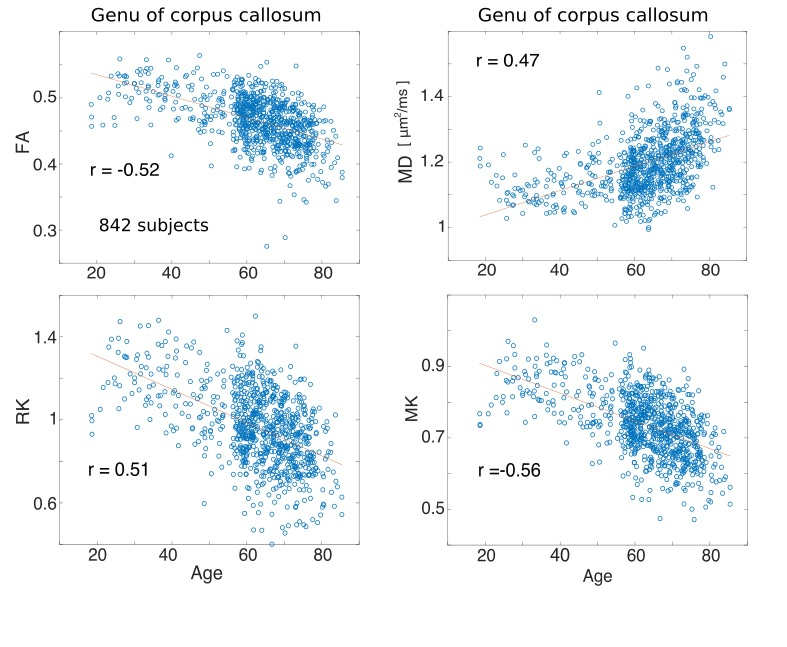 Genu of corpus callosum
0.5
0.4
0.3
FA
r = -0.52
842 subjects
20 40 60 80
Genu of corpus callosum
1.4
1.2
1
MD [ μm²/ms ]
r = 0.47
20 40 60 80
1.4
1
0.6
RK
r = 0.51
20 40 60 80
Age
0.9
0.7
0.5
MK
r =-0.56
20 40 60 80
Age